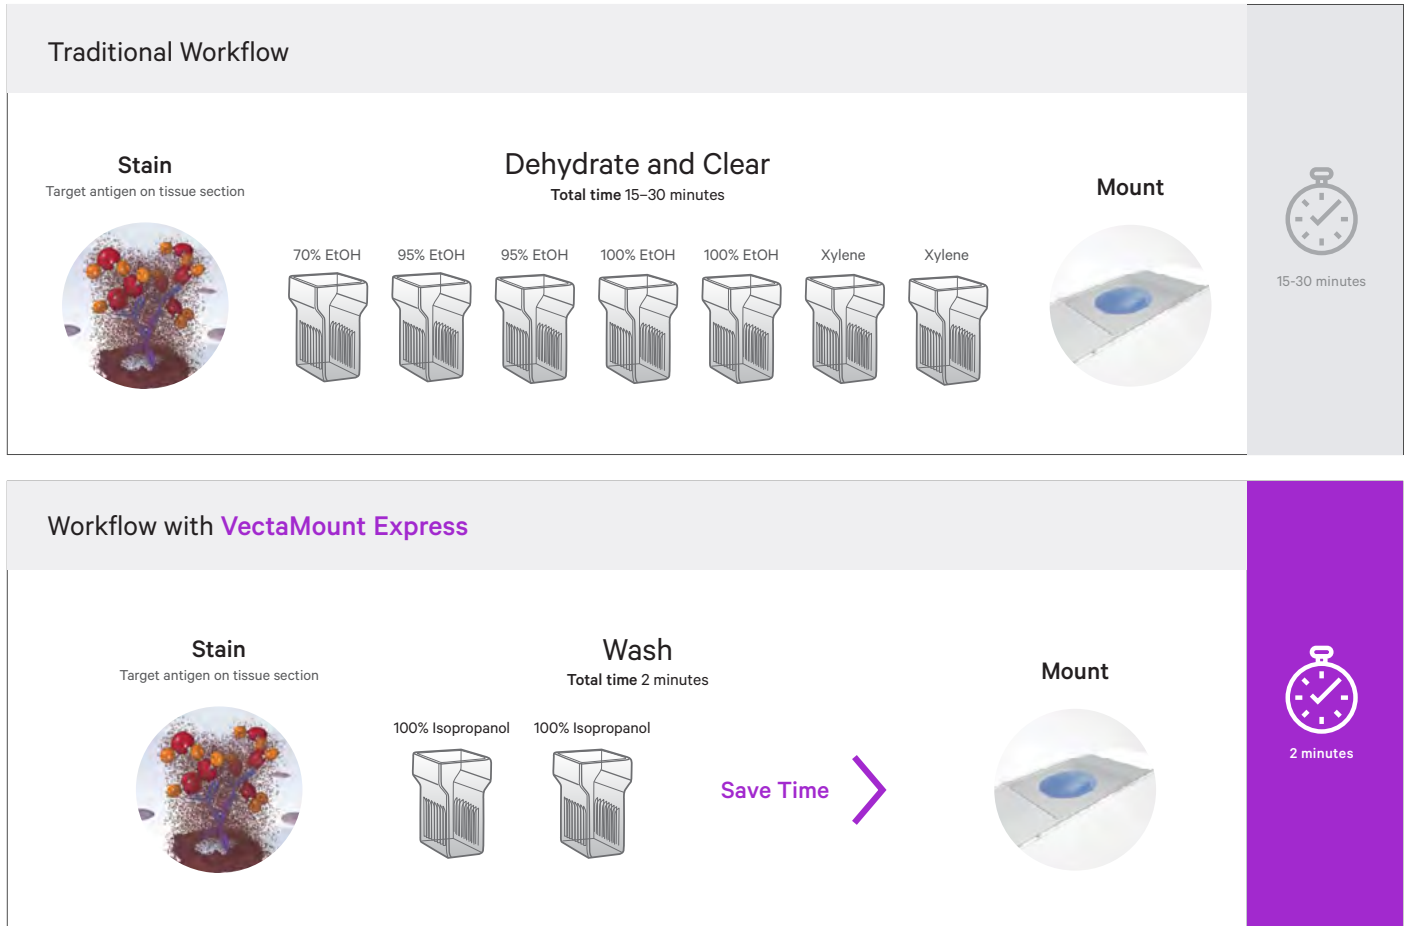 Traditional Workflow
Stain
Target antigen on tissue section
Dehydrate and Clear
Total time 15–30 minutes
70% EtOH
95% EtOH
95% EtOH
100% EtOH
100% EtOH
Xylene
Xylene
Mount
15-30 minutes
Workflow with VectaMount Express
Stain
Target antigen on tissue section
Wash
Total time 2 minutes
100% Isopropanol
100% Isopropanol
Save Time
Mount
2 minutes